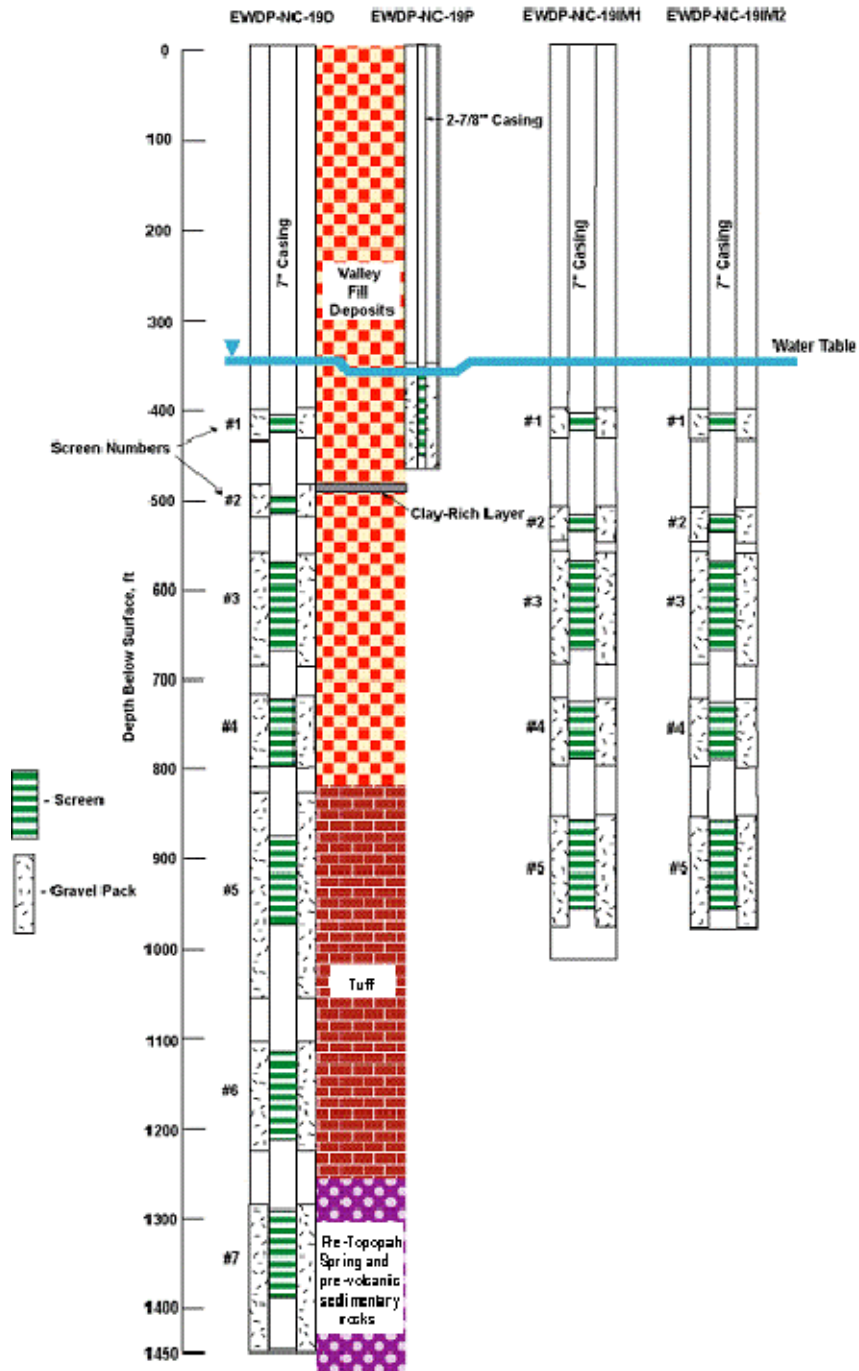 EWDP-NC-19D EWDP-NC-19P EWDP-NC-19IM1 EWDP-NC-19IM2
0
100
200
300
400
500
600
700
800
900
1000
1100
1200
1300
1400
1450
Depth Below Surface, ft
7" Casing
2-7/8" Casing
7" Casing
7" Casing
Valley
Fill
Deposits
Water Table
Screen Numbers
#1
#2
#3
#4
#5
#6
#7
Clay-Rich Layer
#1
#2
#3
#4
#5
#1
#2
#3
#4
#5
- Screen
- Gravel Pack
Tuff
Pre-Topopah
Spring and
pre-volcanic
sedimentary
rocks